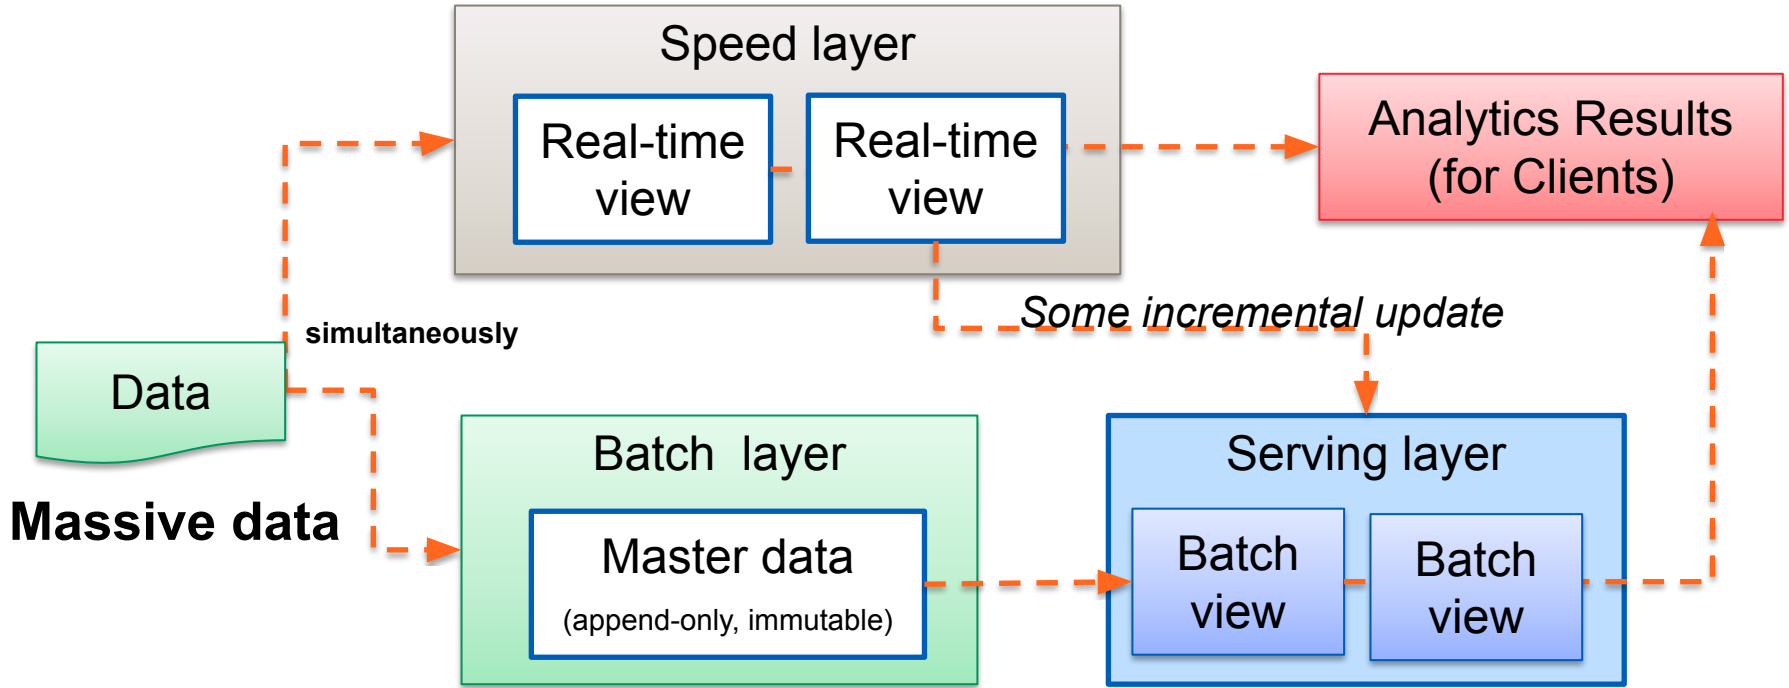 Speed layer
Real-time
view
Real-time
view
Analytics Results
(for Clients)
simultaneously
Some incremental update
Data
Massive data
Batch layer
Master data
(append-only, immutable)
Serving layer
Batch
view
Batch
view